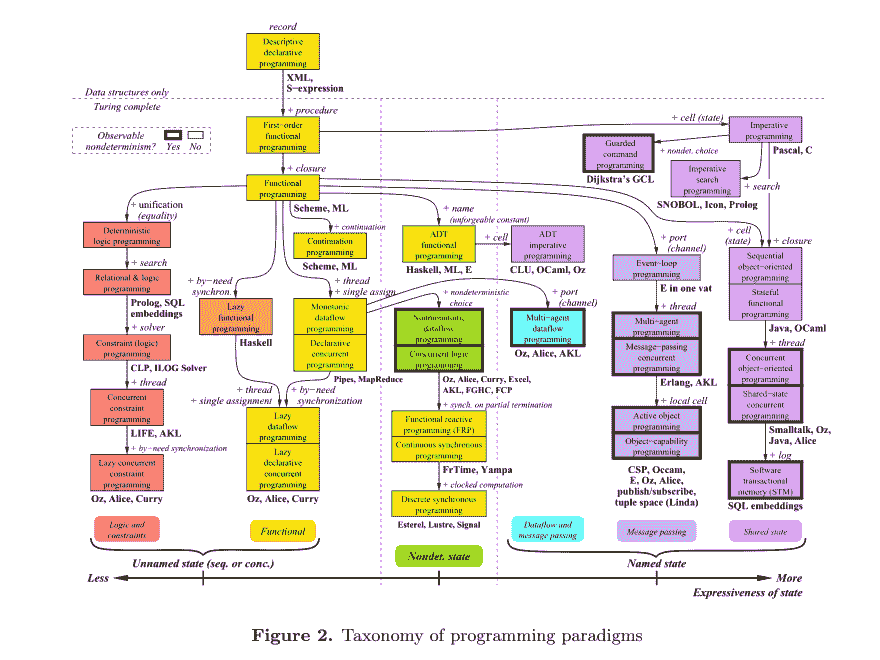 record
Descriptive
declarative
programming
XML,
S−expression
Data structures only
Turing complete
+ procedure
Observable
nondeterminism?
Yes
No
First−order
functional
programming
+ cell (state)
Imperative
programming
Pascal, C
+ nondet. choice
Guarded
command
programming
Dijkstra's GCL
Imperative
search
programming
+ search
SNOBOL, Icon, Prolog
+ closure
Functional
programming
Scheme, ML
+ unification
(equality)
Deterministic
logic programming
+ search
Relational & logic
programming
Prolog, SQL
embeddings
+ solver
Constraint (logic)
programming
CLP, ILOG Solver
+ thread
Concurrent
constraint
programming
LIFE, AKL
+ by−need synchronization
Lazy concurrent
constraint
programming
Oz, Alice, Curry
+ continuation
Continuation
programming
Scheme, ML
+ by−need
synchron.
Lazy
functional
programming
Haskell
+ thread
+ single assign.
Monotonic
dataflow
programming
Declarative
concurrent
programming
Pipes, MapReduce
+ thread
+ single assignment
+ by−need
synchronization
Lazy
dataflow
programming
Lazy
declarative
concurrent
programming
Oz, Alice, Curry
+ name
(unforgeable constant)
ADT
functional
programming
Haskell, ML, E
+ cell
ADT
imperative
programming
CLU, OCaml, Oz
+ nondeterministic
choice
Nonmonotonic
dataflow
programming
Concurrent logic
programming
Oz, Alice, Curry, Excel,
AKL, FGHC, FCP
+ synch. on partial termination
Functional reactive
programming (FRP)
Continuous synchronous
programming
FrTime, Yampa
+ clocked computation
Discrete synchronous
programming
Esterel, Lustre, Signal
+ port
(channel)
Multi−agent
dataflow
programming
Oz, Alice, AKL
+ port
(channel)
Event−loop
programming
E in one vat
+ thread
Multi−agent
programming
Message−passing
concurrent
programming
Erlang, AKL
+ local cell
Active object
programming
Object−capability
programming
CSP, Occam,
E, Oz, Alice,
publish/subscribe,
tuple space (Linda)
+ cell
(state)
+ closure
Sequential
object−oriented
programming
Stateful
functional
programming
Java, OCaml
+ thread
Concurrent
object−oriented
programming
Shared−state
concurrent
programming
Smalltalk, Oz,
Java, Alice
+ log
Software
transactional
memory (STM)
SQL embeddings
Logic and
constraints
Functional
Dataflow and
message passing
Message passing
Shared state
Unnamed state (seq. or conc.)
Nondet. state
Named state
Less
More
Expressiveness of state
Figure 2. Taxonomy of programming paradigms